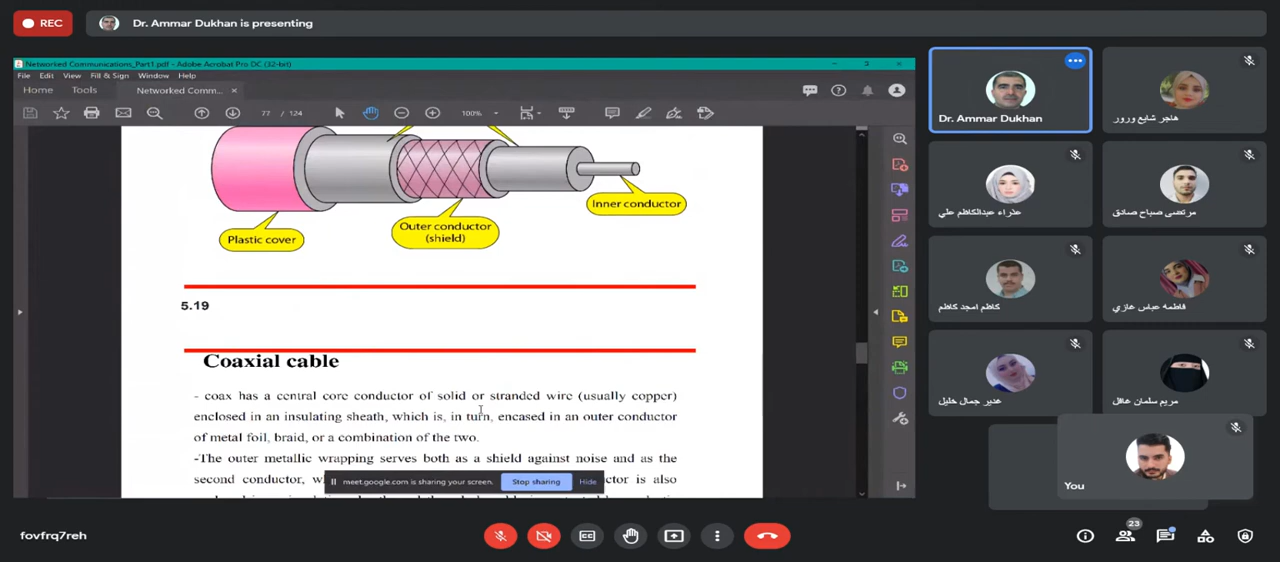 REC
Dr. Ammar Dukhan is presenting
Networked Communications_Part1.pdf - Adobe Acrobat Pro DC (32-bit)
File Edit View Fill & Sign Window Help
Home Tools Networked Comm... ×
77 / 124 100%
Inner conductor
Outer conductor
(shield)
Plastic cover
5.19
Coaxial cable
- coax has a central core conductor of solid or stranded wire (usually copper)
enclosed in an insulating sheath, which is, in turn, encased in an outer conductor
of metal foil, braid, or a combination of the two.
-The outer metallic wrapping serves both as a shield against noise and as the
second conductor,
is also
meet.google.com is sharing your screen. Stop sharing Hide
Dr. Ammar Dukhan
هاجر شايع ورور
عذراء عبدالكاظم علي
مرتضى صباح صادق
كاظم امجد كاظم
فاطمه عباس غازي
غدير جمال خليل
مريم سلمان عاافل
You
fovfrq7reh
CC
23